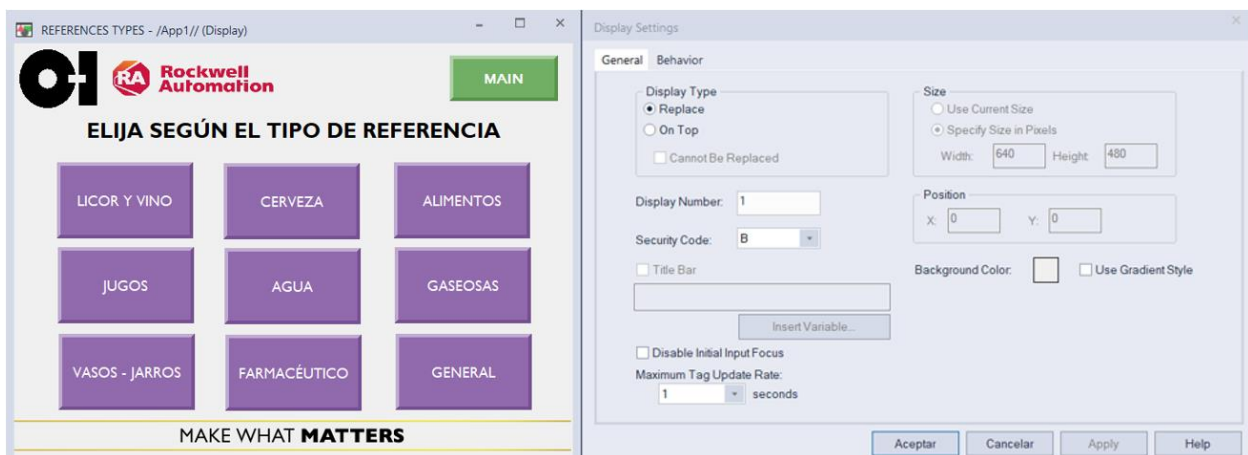 REFERENCES TYPES - /App1// (Display)
O-I
RA Rockwell Automation
MAIN
ELIJA SEGÚN EL TIPO DE REFERENCIA
LICOR Y VINO CERVEZA ALIMENTOS
JUGOS AGUA GASEOSAS
VASOS - JARROS FARMACÉUTICO GENERAL
MAKE WHAT MATTERS
Display Settings
General Behavior
Display Type
Replace
On Top
Cannot Be Replaced
Size
Use Current Size
Specify Size in Pixels
Width: 640 Height: 480
Display Number: 1
Security Code: B
Position
X: 0 Y: 0
Title Bar
Background Color: Use Gradient Style
Insert Variable...
Disable Initial Input Focus
Maximum Tag Update Rate:
1 seconds
Aceptar Cancelar Apply Help